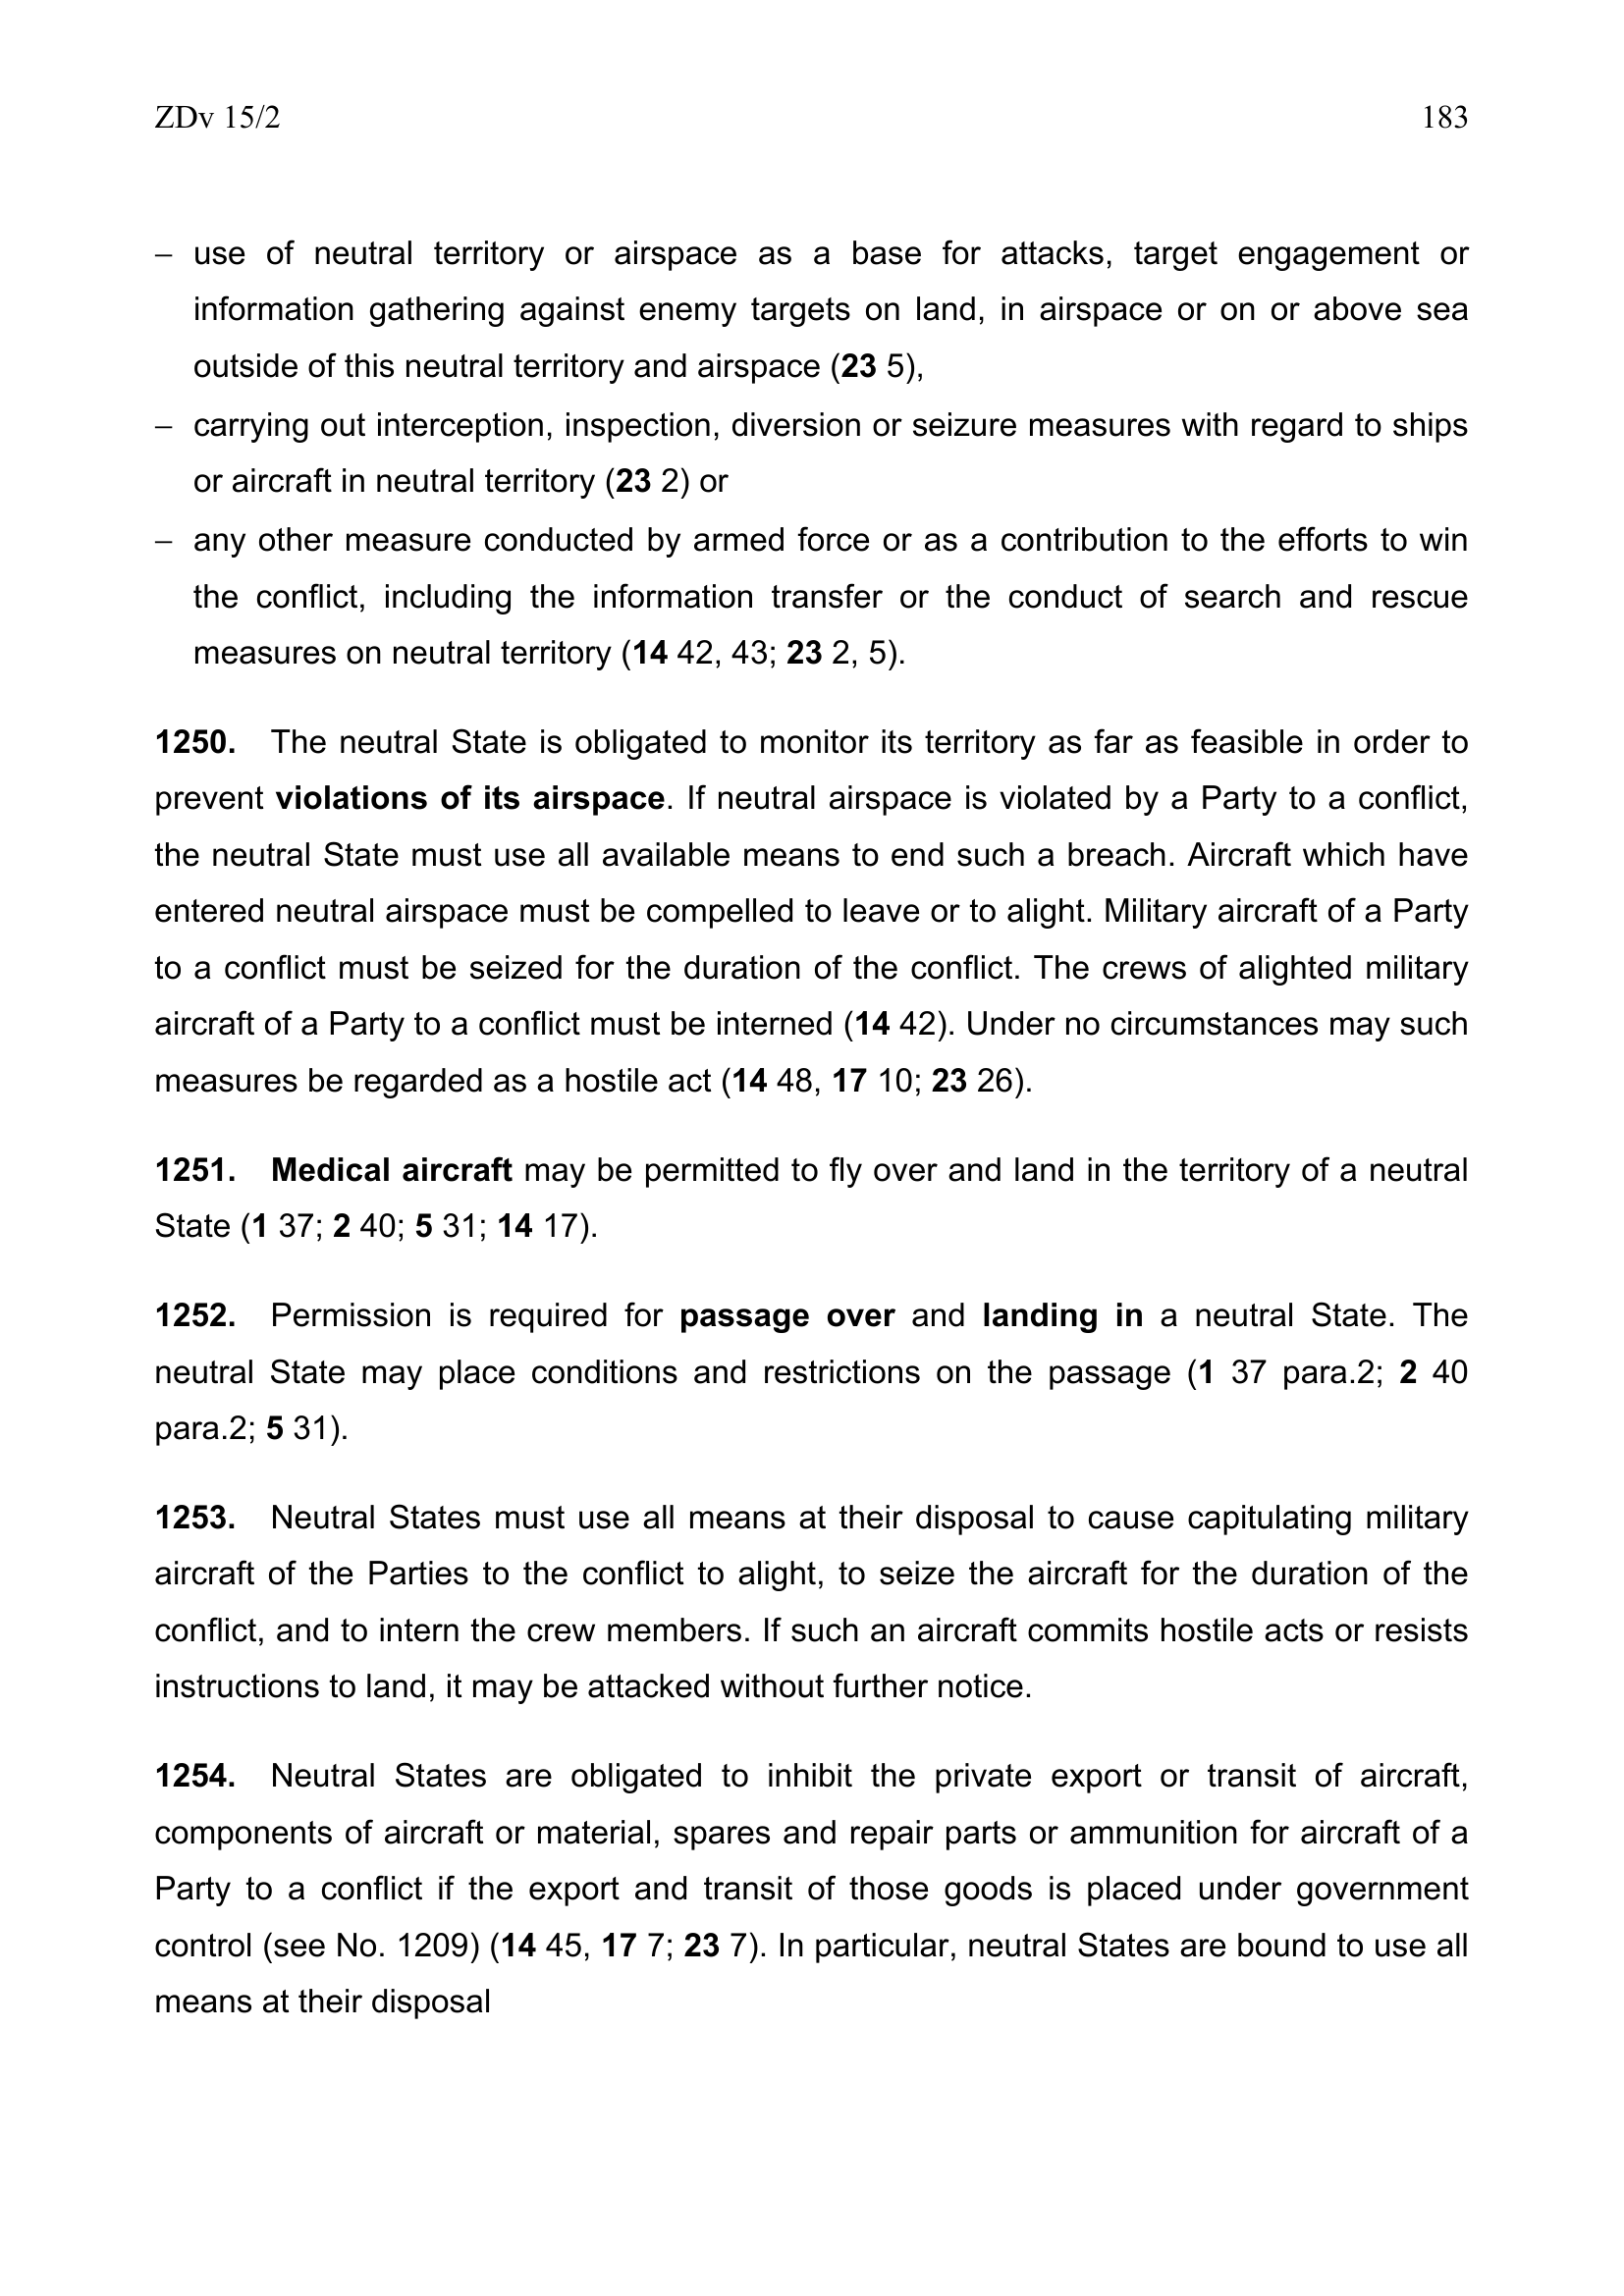 ZDv 15/2 183
– use of neutral territory or airspace as a base for attacks, target engagement or
information gathering against enemy targets on land, in airspace or on or above sea
outside of this neutral territory and airspace (23 5),
– carrying out interception, inspection, diversion or seizure measures with regard to ships
or aircraft in neutral territory (23 2) or
– any other measure conducted by armed force or as a contribution to the efforts to win
the conflict, including the information transfer or the conduct of search and rescue
measures on neutral territory (14 42, 43; 23 2, 5).
1250. The neutral State is obligated to monitor its territory as far as feasible in order to
prevent violations of its airspace. If neutral airspace is violated by a Party to a conflict,
the neutral State must use all available means to end such a breach. Aircraft which have
entered neutral airspace must be compelled to leave or to alight. Military aircraft of a Party
to a conflict must be seized for the duration of the conflict. The crews of alighted military
aircraft of a Party to a conflict must be interned (14 42). Under no circumstances may such
measures be regarded as a hostile act (14 48, 17 10; 23 26).
1251. Medical aircraft may be permitted to fly over and land in the territory of a neutral
State (1 37; 2 40; 5 31; 14 17).
1252. Permission is required for passage over and landing in a neutral State. The
neutral State may place conditions and restrictions on the passage (1 37 para.2; 2 40
para.2; 5 31).
1253. Neutral States must use all means at their disposal to cause capitulating military
aircraft of the Parties to the conflict to alight, to seize the aircraft for the duration of the
conflict, and to intern the crew members. If such an aircraft commits hostile acts or resists
instructions to land, it may be attacked without further notice.
1254. Neutral States are obligated to inhibit the private export or transit of aircraft,
components of aircraft or material, spares and repair parts or ammunition for aircraft of a
Party to a conflict if the export and transit of those goods is placed under government
control (see No. 1209) (14 45, 17 7; 23 7). In particular, neutral States are bound to use all
means at their disposal